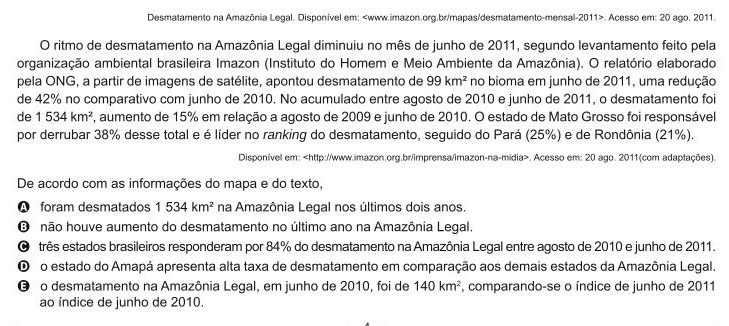 Desmatamento na Amazônia Legal. Disponível em: <www.imazon.org.br/mapas/desmatamento-mensal-2011>. Acesso em: 20 ago. 2011.
O ritmo de desmatamento na Amazônia Legal diminuiu no mês de junho de 2011, segundo levantamento feito pela
organização ambiental brasileira Imazon (Instituto do Homem e Meio Ambiente da Amazônia). O relatório elaborado
pela ONG, a partir de imagens de satélite, apontou desmatamento de 99 km² no bioma em junho de 2011, uma redução
de 42% no comparativo com junho de 2010. No acumulado entre agosto de 2010 e junho de 2011, o desmatamento foi
de 1 534 km², aumento de 15% em relação a agosto de 2009 e junho de 2010. O estado de Mato Grosso foi responsável
por derrubar 38% desse total e é líder no ranking do desmatamento, seguido do Pará (25%) e de Rondônia (21%).
Disponível em: <http://www.imazon.org.br/imprensa/imazon-na-midia>. Acesso em: 20 ago. 2011(com adaptações).
De acordo com as informações do mapa e do texto,
A foram desmatados 1 534 km² na Amazônia Legal nos últimos dois anos.
B não houve aumento do desmatamento no último ano na Amazônia Legal.
C três estados brasileiros responderam por 84% do desmatamento na Amazônia Legal entre agosto de 2010 e junho de 2011.
D o estado do Amapá apresenta alta taxa de desmatamento em comparação aos demais estados da Amazônia Legal.
E o desmatamento na Amazônia Legal, em junho de 2010, foi de 140 km², comparando-se o índice de junho de 2011
ao índice de junho de 2010.